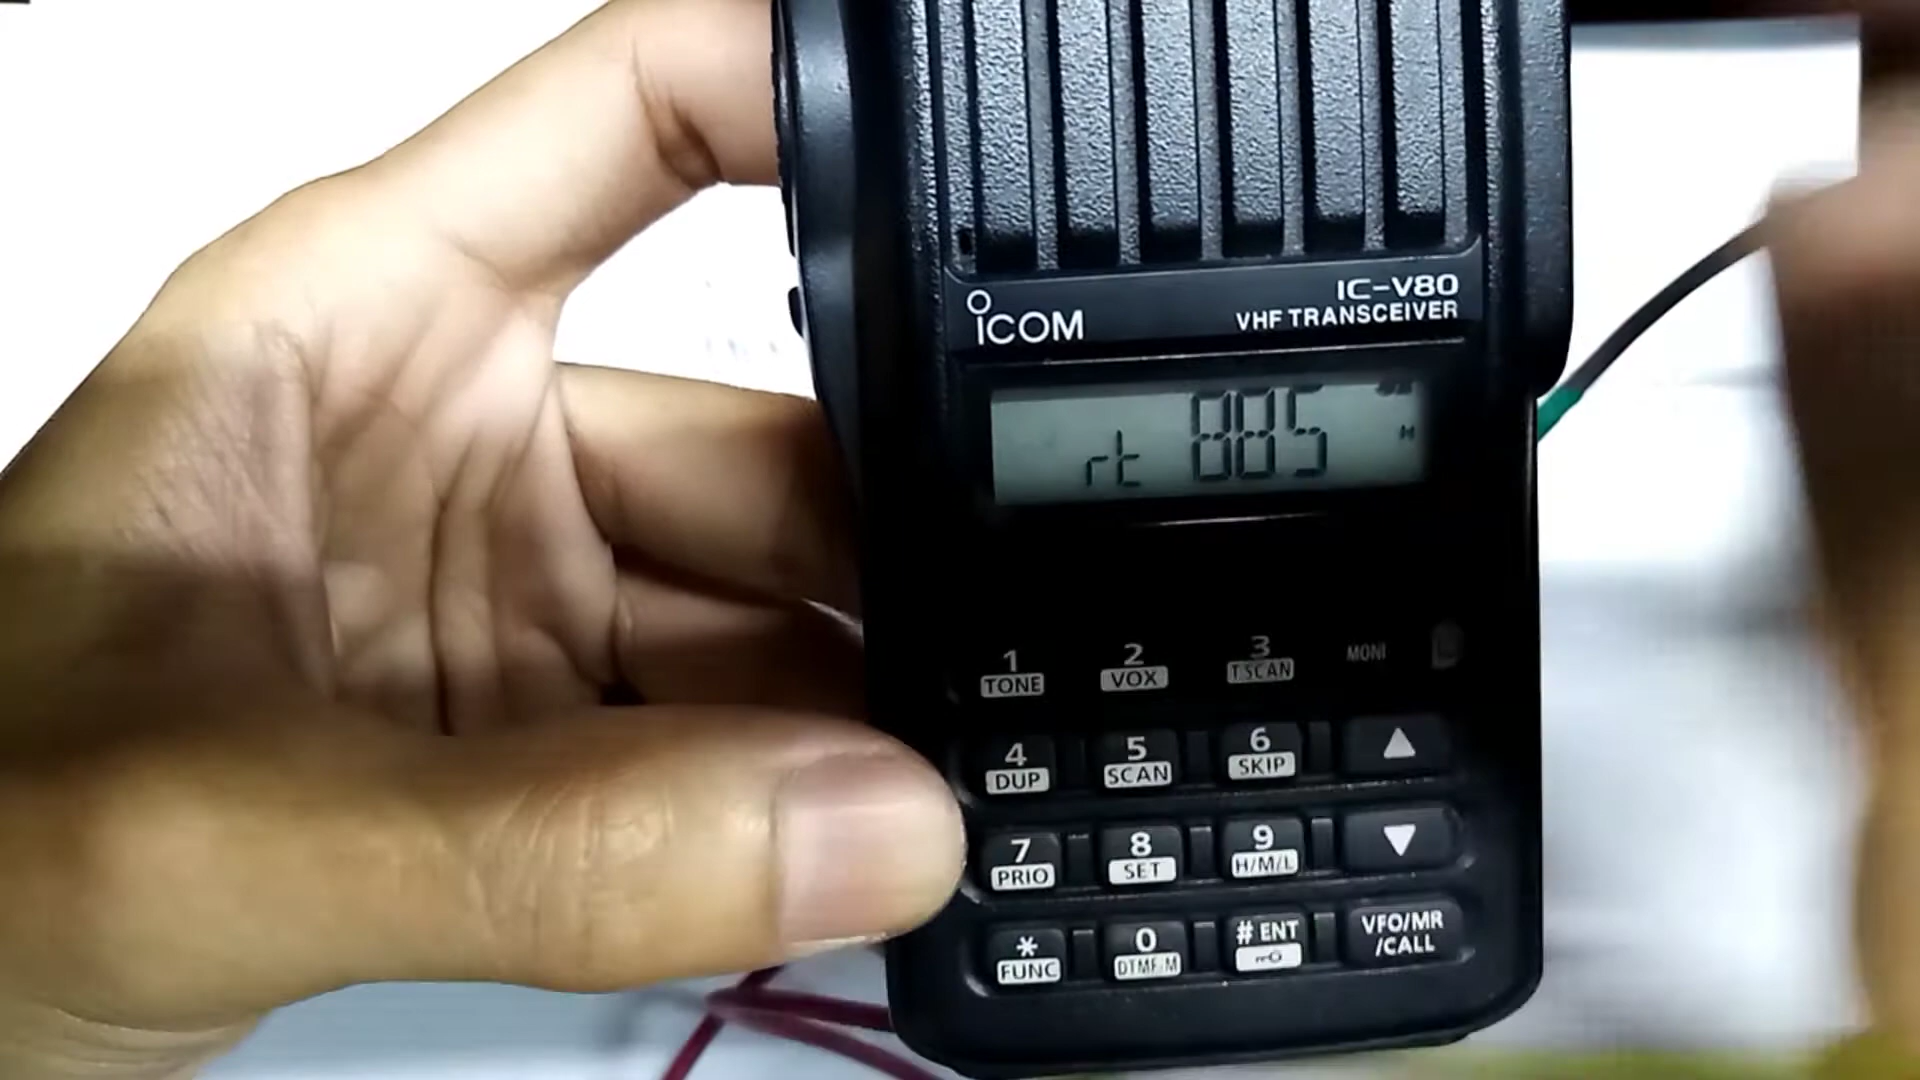 IC-V80
ICOM
VHF TRANSCEIVER
rt 885
1 2 3 MONI
TONE VOX T.SCAN
4 5 6 ▲
DUP SCAN SKIP
7 8 9 ▼
PRIO SET H/M/L
* 0 # ENT VFO/MR
FUNC DTMF.M /CALL